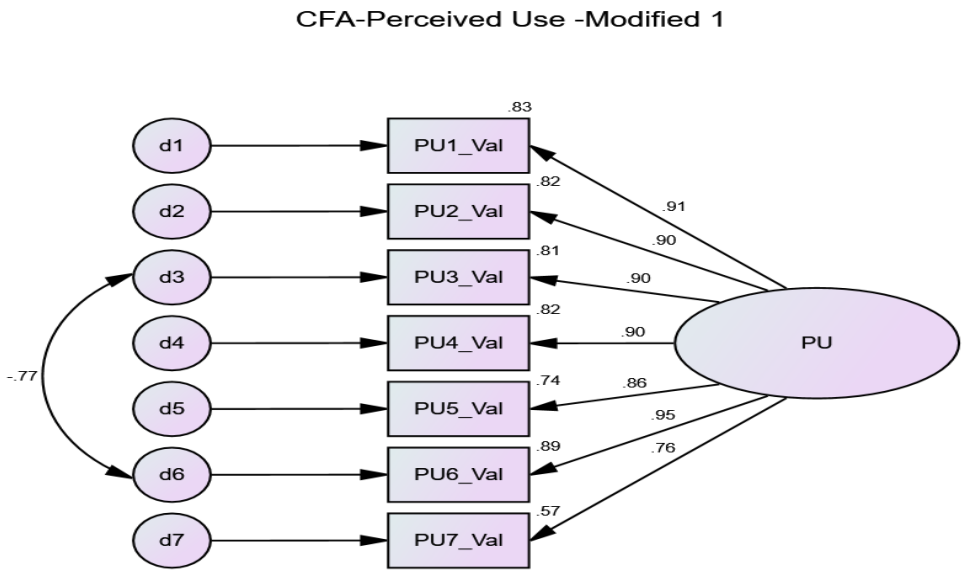 CFA-Perceived Use -Modified 1
.83
d1 PU1_Val
.91
.82
d2 PU2_Val
.90
.81
d3 PU3_Val
.90
.82
d4 PU4_Val
.90
PU
-.77
.74
d5 PU5_Val
.86
.89
d6 PU6_Val
.95
.76
.57
d7 PU7_Val